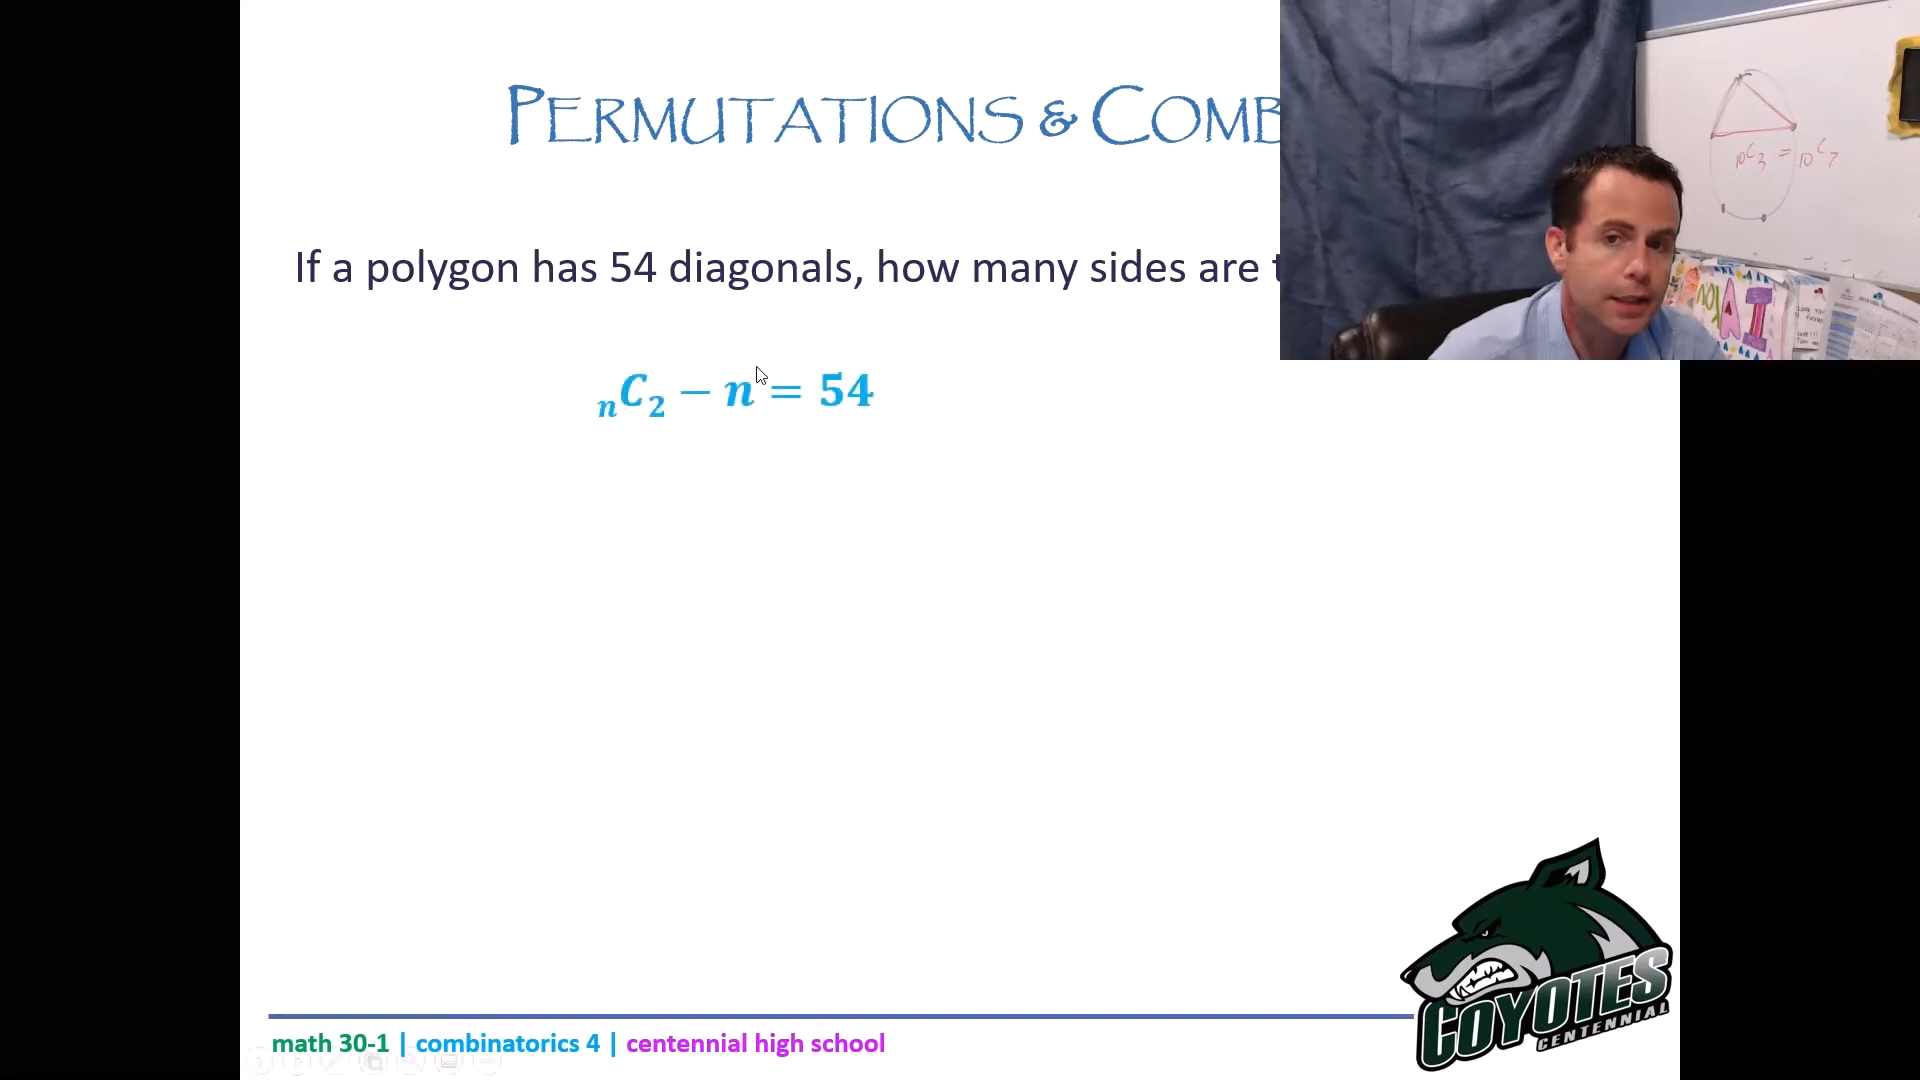 PERMUTATIONS & COMB
If a polygon has 54 diagonals, how many sides are t
nC2 − n = 54
10C3 = 10C7
COYOTES
CENTENNIAL
math 30-1 | combinatorics 4 | centennial high school